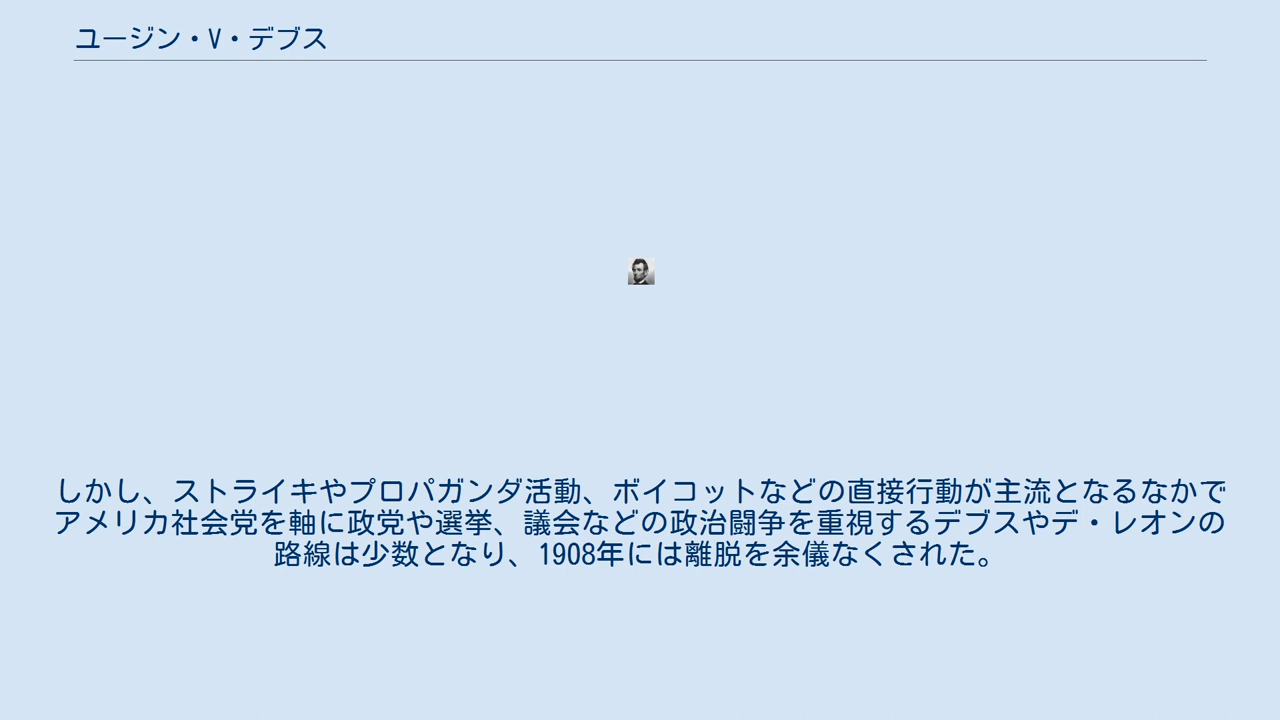 ユージン・V・デブス
しかし、ストライキやプロパガンダ活動、ボイコットなどの直接行動が主流となるなかで
アメリカ社会党を軸に政党や選挙、議会などの政治闘争を重視するデブスやデ・レオンの
路線は少数となり、1908年には離脱を余儀なくされた。